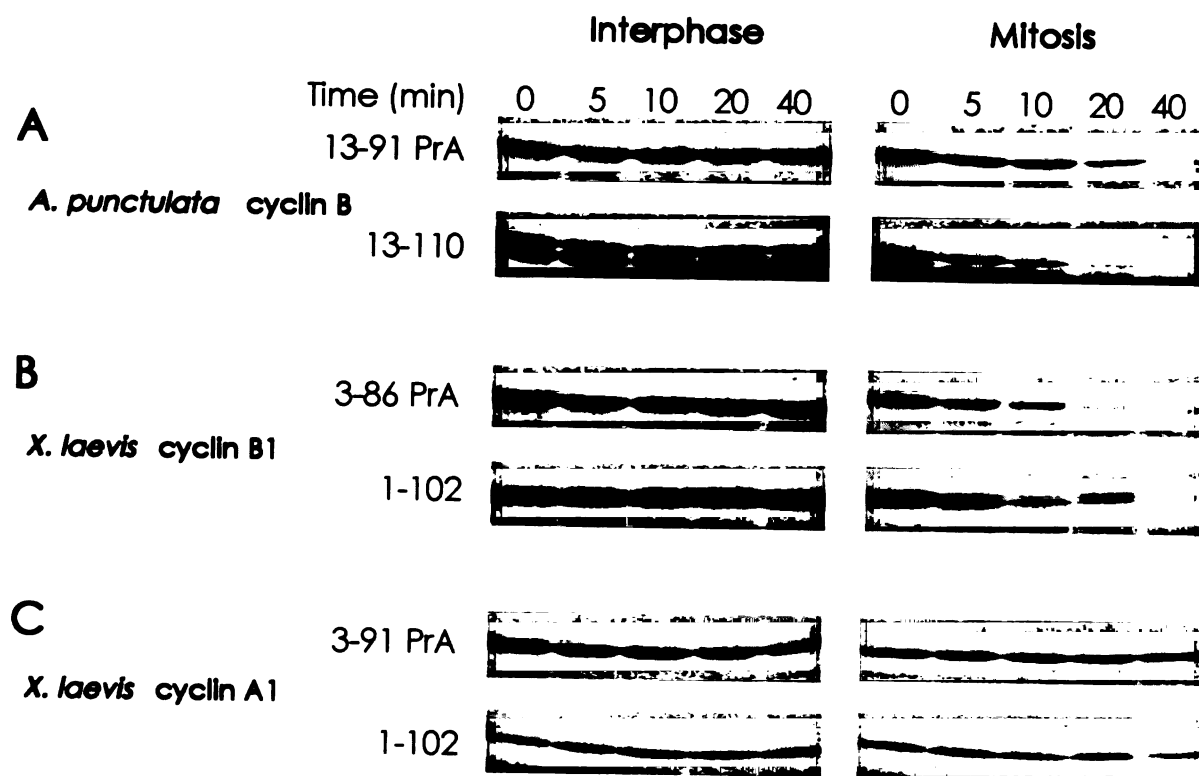 Interphase Mitosis
Time (min) 0 5 10 20 40 0 5 10 20 40
A
13-91 PrA
A. punctulata cyclin B
13-110
B
3-86 PrA
X. laevis cyclin B1
1-102
C
3-91 PrA
X. laevis cyclin A1
1-102